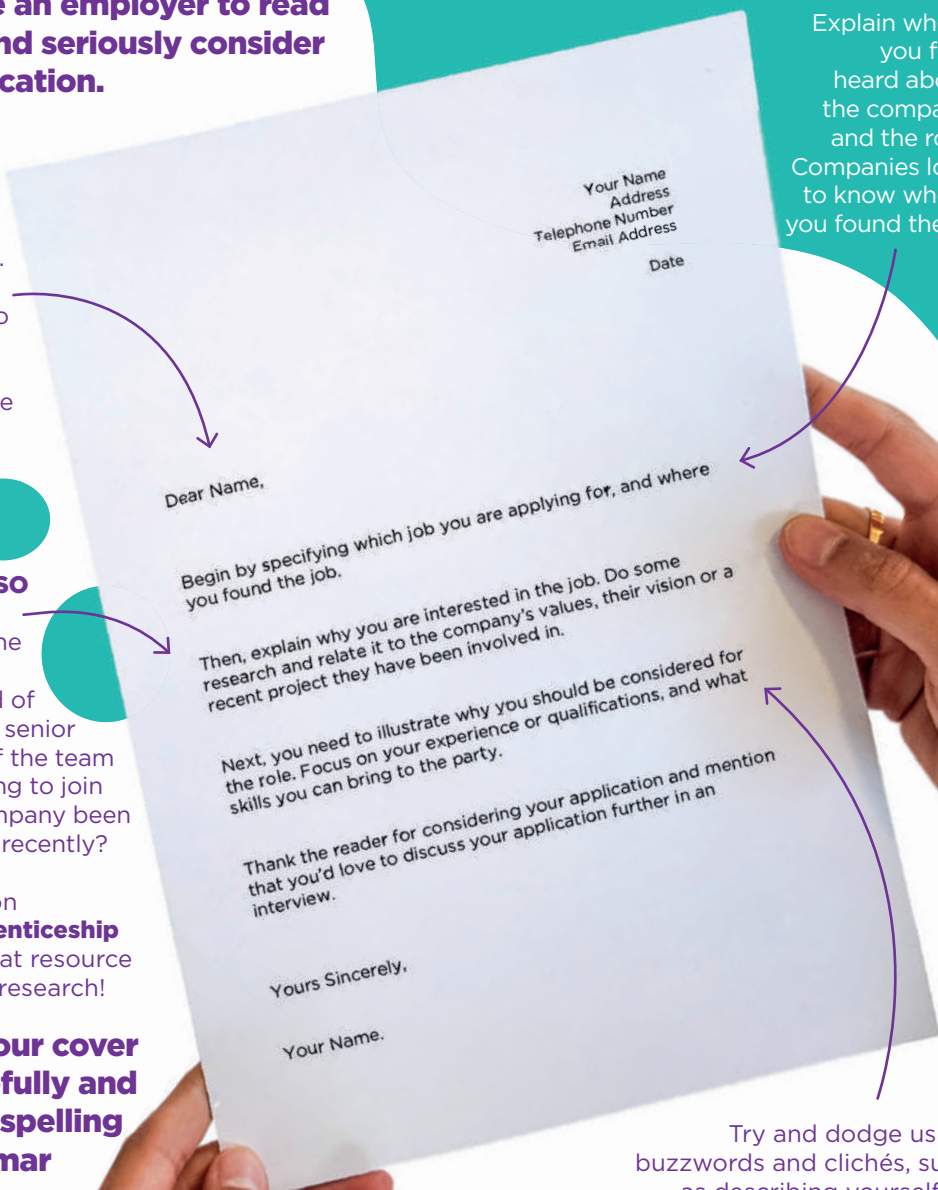 e an employer to read
nd seriously consider
cation.
Explain wh
you f
heard abo
the compa
and the ro
Companies lo
to know wh
you found the
.
o
e
so
ne
d of
senior
f the team
ng to join
mpany been
recently?
on
enticeship
at resource
research!
our cover
fully and
spelling
mar
Your Name
Address
Telephone Number
Email Address
Date
Dear Name,
Begin by specifying which job you are applying for, and where
you found the job.
Then, explain why you are interested in the job. Do some
research and relate it to the company's values, their vision or a
recent project they have been involved in.
Next, you need to illustrate why you should be considered for
the role. Focus on your experience or qualifications, and what
skills you can bring to the party.
Thank the reader for considering your application and mention
that you'd love to discuss your application further in an
interview.
Yours Sincerely,
Your Name.
Try and dodge us
buzzwords and clichés, su
as describing yourself